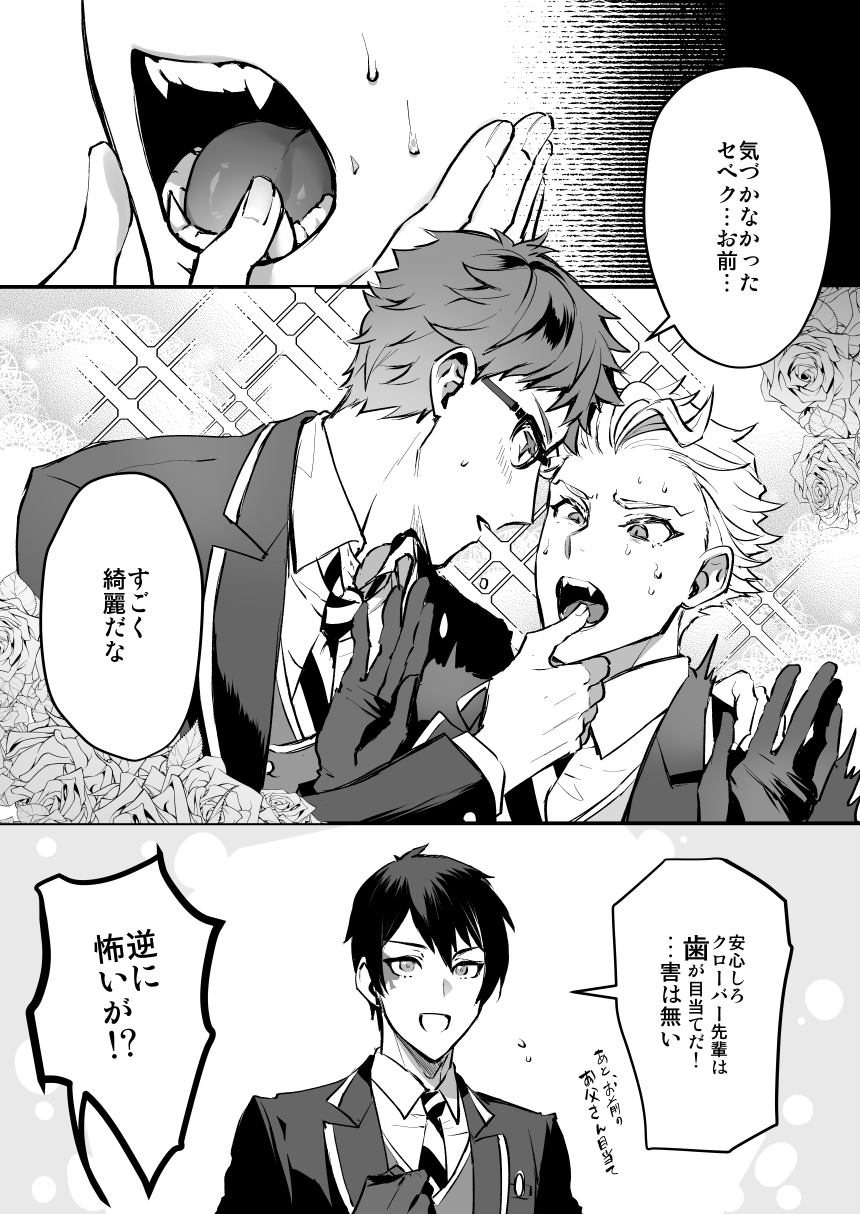 気づかなかった
セベク…お前…
すごく
綺麗だな
安心しろ
クローバー先輩は
歯が目当てだ！
…害は無い
あと、お前の
お父さん目当て
逆に
怖いが！？